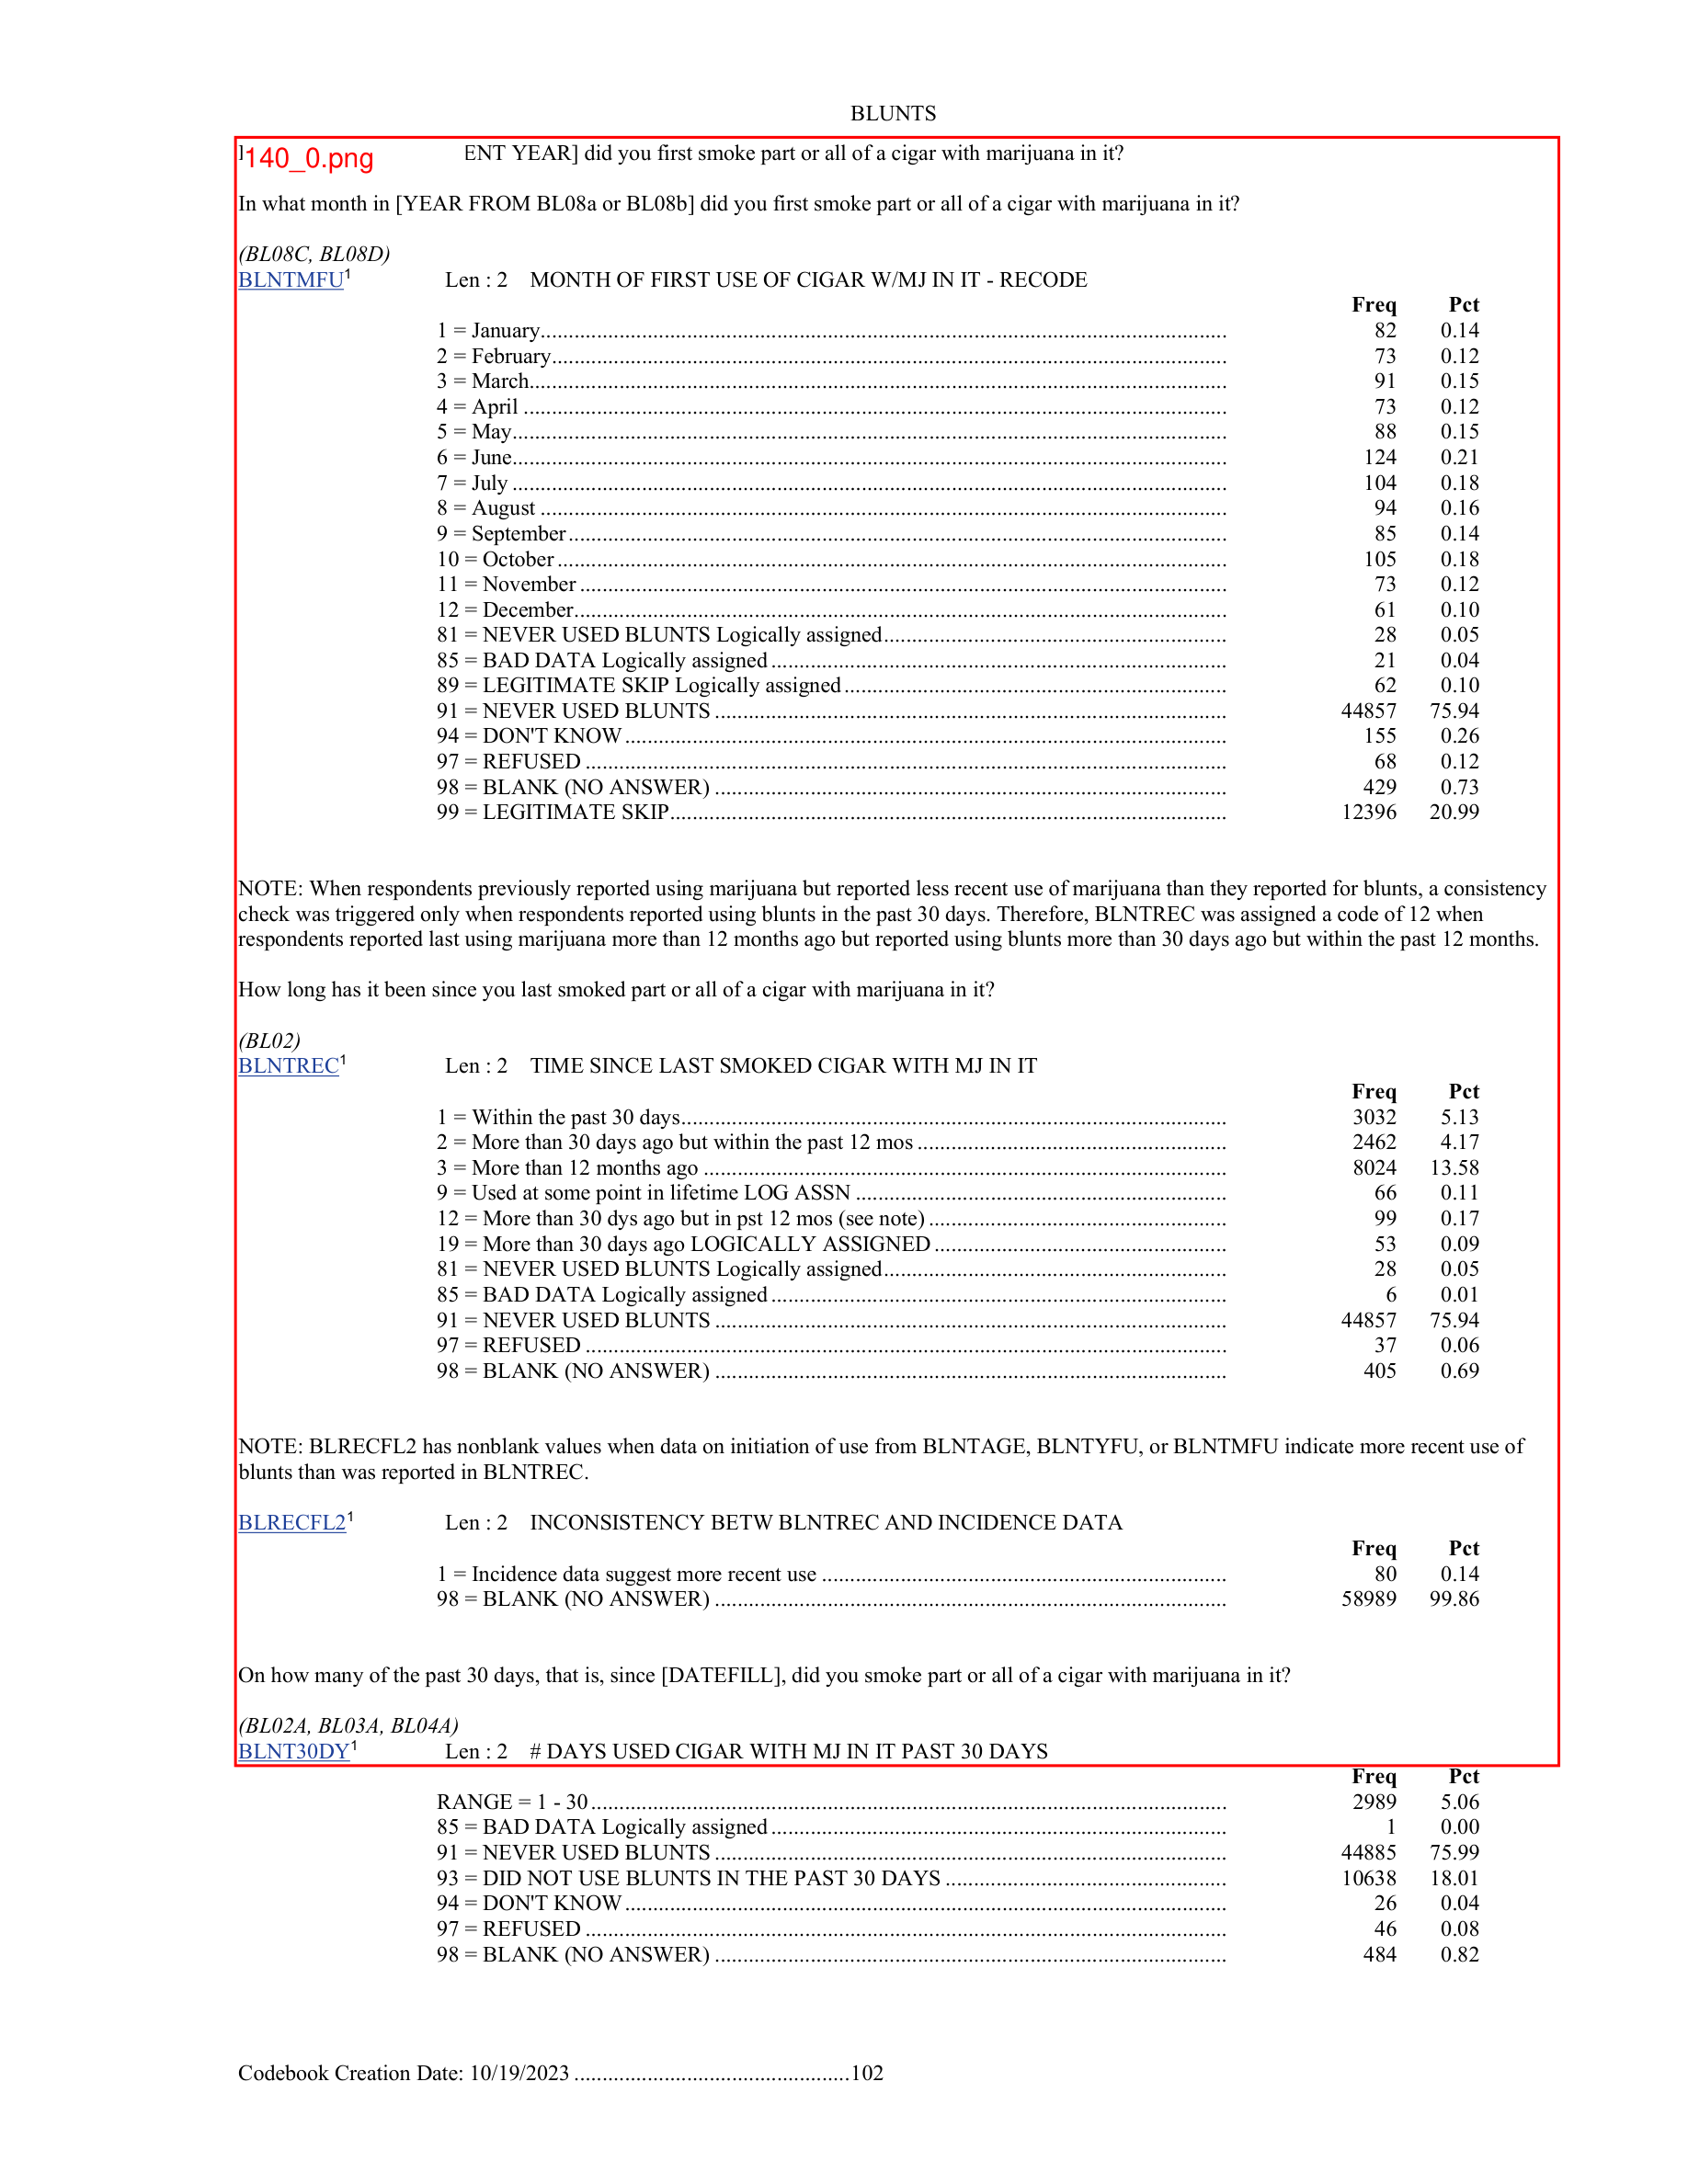 BLUNTS
140_0.png ENT YEAR] did you first smoke part or all of a cigar with marijuana in it?
In what month in [YEAR FROM BL08a or BL08b] did you first smoke part or all of a cigar with marijuana in it?
(BL08C, BL08D)
BLNTMFU¹ Len : 2 MONTH OF FIRST USE OF CIGAR W/MJ IN IT - RECODE
Freq Pct
1 = January 82 0.14
2 = February 73 0.12
3 = March 91 0.15
4 = April 73 0.12
5 = May 88 0.15
6 = June 124 0.21
7 = July 104 0.18
8 = August 94 0.16
9 = September 85 0.14
10 = October 105 0.18
11 = November 73 0.12
12 = December 61 0.10
81 = NEVER USED BLUNTS Logically assigned 28 0.05
85 = BAD DATA Logically assigned 21 0.04
89 = LEGITIMATE SKIP Logically assigned 62 0.10
91 = NEVER USED BLUNTS 44857 75.94
94 = DON'T KNOW 155 0.26
97 = REFUSED 68 0.12
98 = BLANK (NO ANSWER) 429 0.73
99 = LEGITIMATE SKIP 12396 20.99
NOTE: When respondents previously reported using marijuana but reported less recent use of marijuana than they reported for blunts, a consistency
check was triggered only when respondents reported using blunts in the past 30 days. Therefore, BLNTREC was assigned a code of 12 when
respondents reported last using marijuana more than 12 months ago but reported using blunts more than 30 days ago but within the past 12 months.
How long has it been since you last smoked part or all of a cigar with marijuana in it?
(BL02)
BLNTREC¹ Len : 2 TIME SINCE LAST SMOKED CIGAR WITH MJ IN IT
Freq Pct
1 = Within the past 30 days 3032 5.13
2 = More than 30 days ago but within the past 12 mos 2462 4.17
3 = More than 12 months ago 8024 13.58
9 = Used at some point in lifetime LOG ASSN 66 0.11
12 = More than 30 dys ago but in pst 12 mos (see note) 99 0.17
19 = More than 30 days ago LOGICALLY ASSIGNED 53 0.09
81 = NEVER USED BLUNTS Logically assigned 28 0.05
85 = BAD DATA Logically assigned 6 0.01
91 = NEVER USED BLUNTS 44857 75.94
97 = REFUSED 37 0.06
98 = BLANK (NO ANSWER) 405 0.69
NOTE: BLRECFL2 has nonblank values when data on initiation of use from BLNTAGE, BLNTYFU, or BLNTMFU indicate more recent use of
blunts than was reported in BLNTREC.
BLRECFL2¹ Len : 2 INCONSISTENCY BETW BLNTREC AND INCIDENCE DATA
Freq Pct
1 = Incidence data suggest more recent use 80 0.14
98 = BLANK (NO ANSWER) 58989 99.86
On how many of the past 30 days, that is, since [DATEFILL], did you smoke part or all of a cigar with marijuana in it?
(BL02A, BL03A, BL04A)
BLNT30DY¹ Len : 2 # DAYS USED CIGAR WITH MJ IN IT PAST 30 DAYS
Freq Pct
RANGE = 1 - 30 2989 5.06
85 = BAD DATA Logically assigned 1 0.00
91 = NEVER USED BLUNTS 44885 75.99
93 = DID NOT USE BLUNTS IN THE PAST 30 DAYS 10638 18.01
94 = DON'T KNOW 26 0.04
97 = REFUSED 46 0.08
98 = BLANK (NO ANSWER) 484 0.82
Codebook Creation Date: 10/19/2023 102